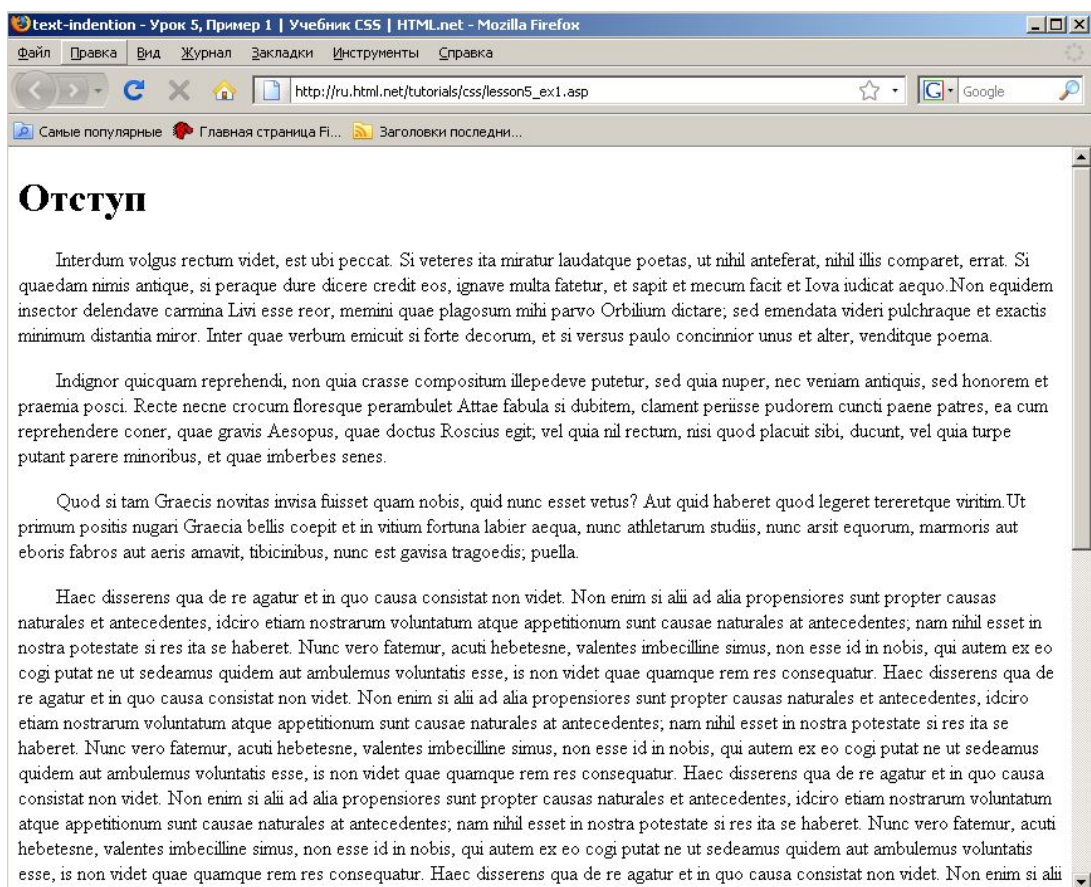 text-indention - Урок 5, Пример 1 | Учебник CSS | HTML.net - Mozilla Firefox
Файл Правка Вид Журнал Закладки Инструменты Справка
http://ru.html.net/tutorials/css/lesson5_ex1.asp G Google
Самые популярные Главная страница Fi... Заголовки последни...
Отступ
Interdum volgus rectum videt, est ubi peccat. Si veteres ita miratur laudatque poetas, ut nihil anteferat, nihil illis comparet, errat. Si
quaedam nimis antique, si peraque dure dicere credit eos, ignave multa fatetur, et sapit et mecum facit et Iova iudicat aequo.Non equidem
insector delendave carmina Livi esse reor, memini quae plagosum mihi parvo Orbilium dictare; sed emendata videri pulchraque et exactis
minimum distantia miror. Inter quae verbum emicuit si forte decorum, et si versus paulo concinnior unus et alter, venditque poema.
Indignor quicquam reprehendi, non quia crasse compositum illepedeve putetur, sed quia nuper, nec veniam antiquis, sed honorem et
praemia posci. Recte necne crocum floresque perambulet Attae fabula si dubitem, clament periisse pudorem cuncti paene patres, ea cum
reprehendere coner, quae gravis Aesopus, quae doctus Roscius egit; vel quia nil rectum, nisi quod placuit sibi, ducunt, vel quia turpe
putant parere minoribus, et quae imberbes senes.
Quod si tam Graecis novitas invisa fuisset quam nobis, quid nunc esset vetus? Aut quid haberet quod legeret tereretque viritim.Ut
primum positis nugari Graecia bellis coepit et in vitium fortuna labier aequa, nunc athletarum studiis, nunc arsit equorum, marmoris aut
eboris fabros aut aeris amavit, tibicinibus, nunc est gavisa tragoedis; puella.
Haec disserens qua de re agatur et in quo causa consistat non videt. Non enim si alii ad alia propensiores sunt propter causas
naturales et antecedentes, idciro etiam nostrarum voluntatum atque appetitionum sunt causae naturales at antecedentes; nam nihil esset in
nostra potestate si res ita se haberet. Nunc vero fatemur, acuti hebetesne, valentes imbecilline simus, non esse id in nobis, qui autem ex eo
cogi putat ne ut sedeamus quidem aut ambulemus voluntatis esse, is non videt quae quamque rem res consequatur. Haec disserens qua de
re agatur et in quo causa consistat non videt. Non enim si alii ad alia propensiores sunt propter causas naturales et antecedentes, idciro
etiam nostrarum voluntatum atque appetitionum sunt causae naturales at antecedentes; nam nihil esset in nostra potestate si res ita se
haberet. Nunc vero fatemur, acuti hebetesne, valentes imbecilline simus, non esse id in nobis, qui autem ex eo cogi putat ne ut sedeamus
quidem aut ambulemus voluntatis esse, is non videt quae quamque rem res consequatur. Haec disserens qua de re agatur et in quo causa
consistat non videt. Non enim si alii ad alia propensiores sunt propter causas naturales et antecedentes, idciro etiam nostrarum voluntatum
atque appetitionum sunt causae naturales at antecedentes; nam nihil esset in nostra potestate si res ita se haberet. Nunc vero fatemur, acuti
hebetesne, valentes imbecilline simus, non esse id in nobis, qui autem ex eo cogi putat ne ut sedeamus quidem aut ambulemus voluntatis
esse, is non videt quae quamque rem res consequatur. Haec disserens qua de re agatur et in quo causa consistat non videt. Non enim si alii